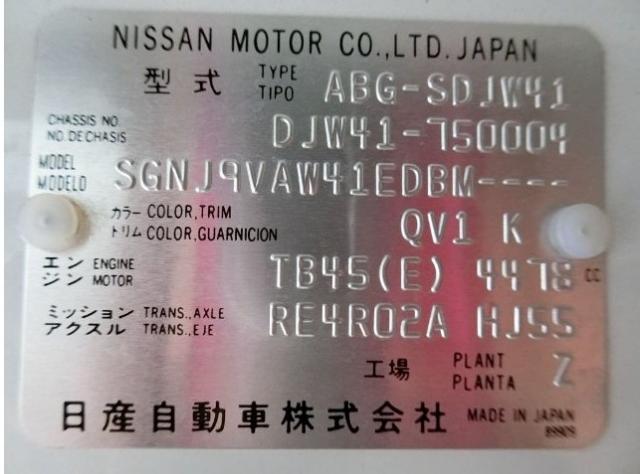 NISSAN MOTOR CO.,LTD. JAPAN
型式 TYPE TIPO ABG-SDJW41
CHASSIS NO. NO. DE CHASIS DJW41-750004
MODEL MODELO SGNJ9VAW41EDBM----
カラー COLOR,TRIM トリム COLOR,GUARNICION QV1 K
エンジン ENGINE MOTOR TB45(E) 4478 CC
ミッション TRANS.,AXLE アクスル TRANS.,EJE RE4R02A HJ55
工場 PLANT PLANTA Z
日産自動車株式会社 MADE IN JAPAN
89909